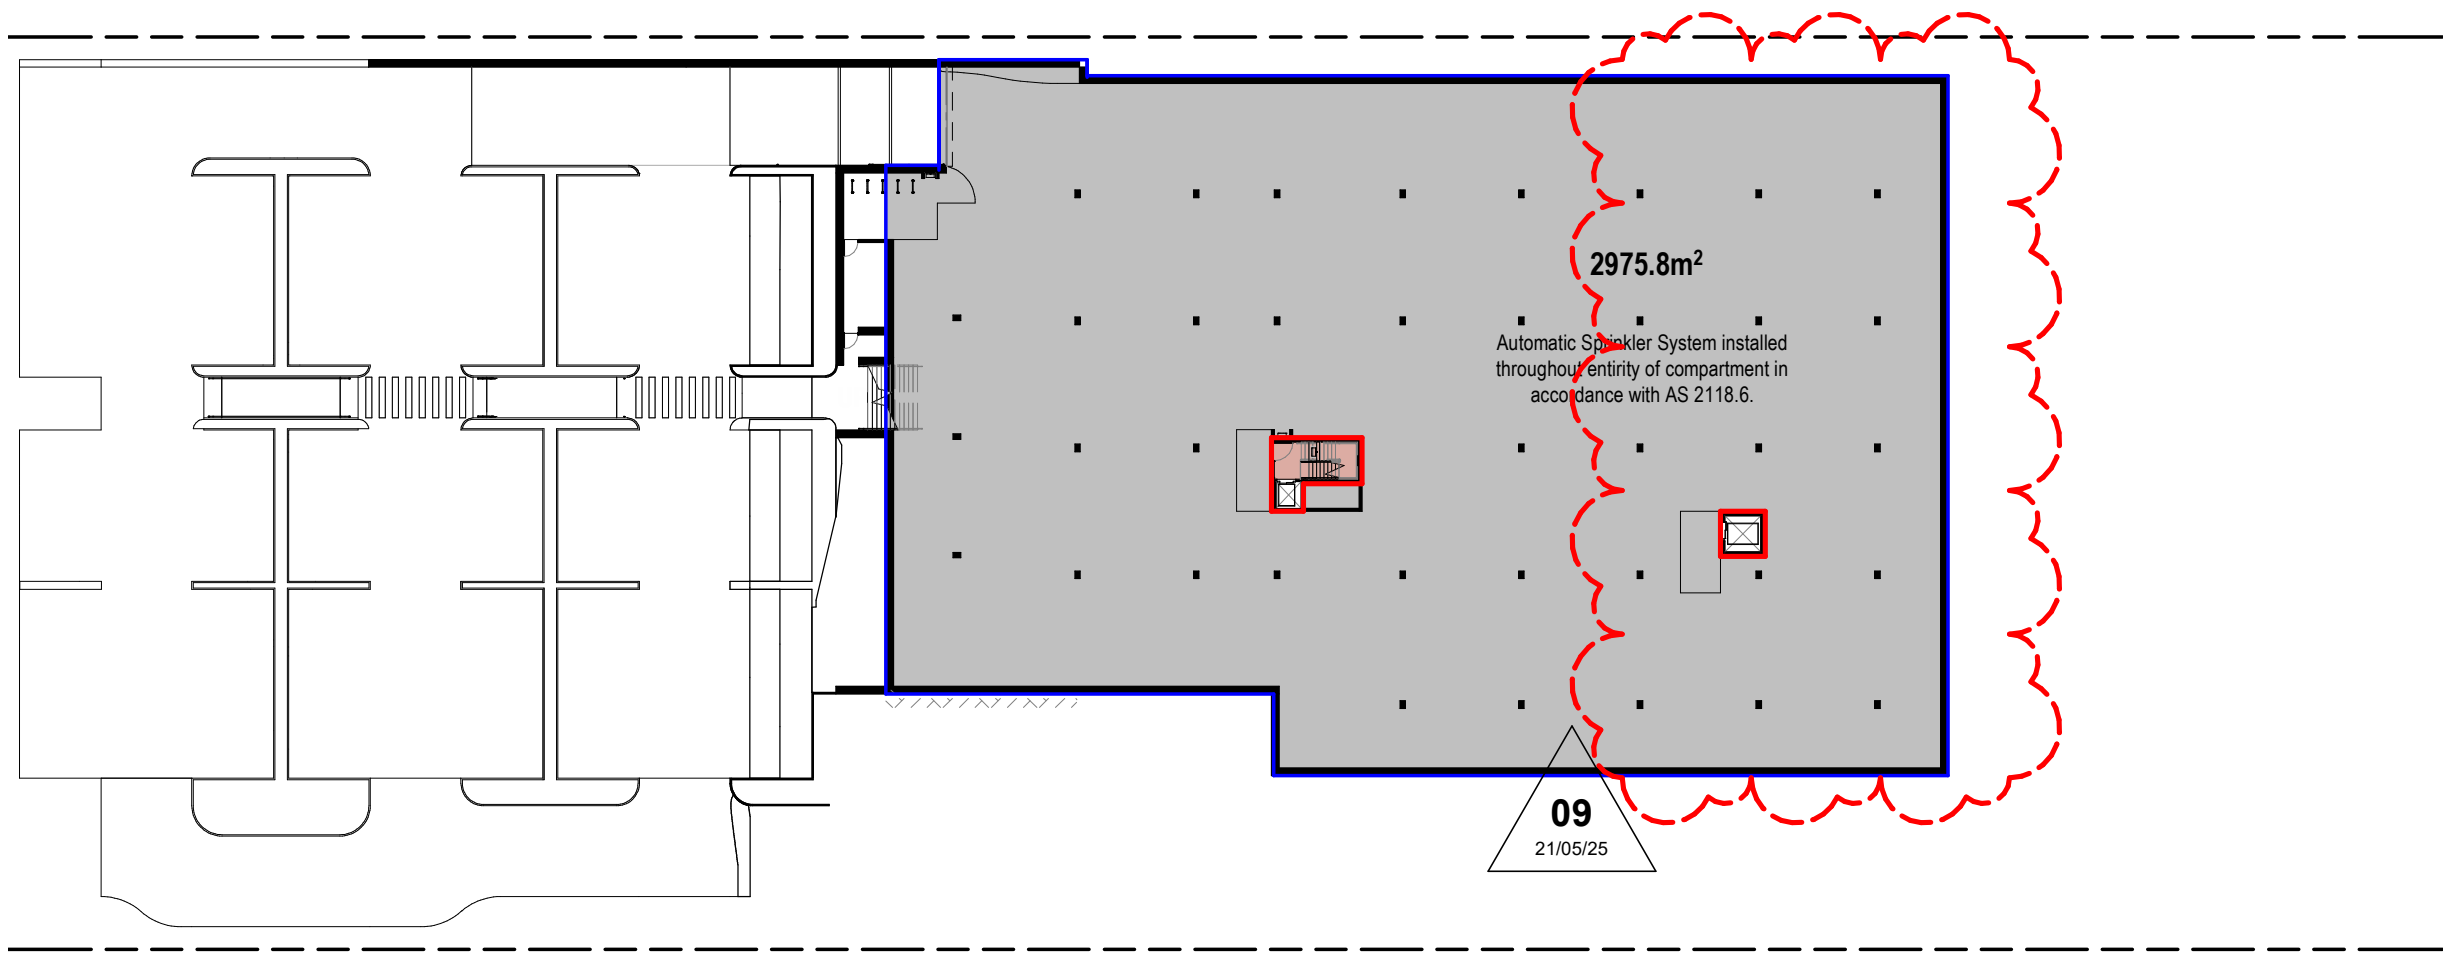 2975.8m²
Automatic Sprinkler System installed
throughout entirity of compartment in
accordance with AS 2118.6.
09
21/05/25